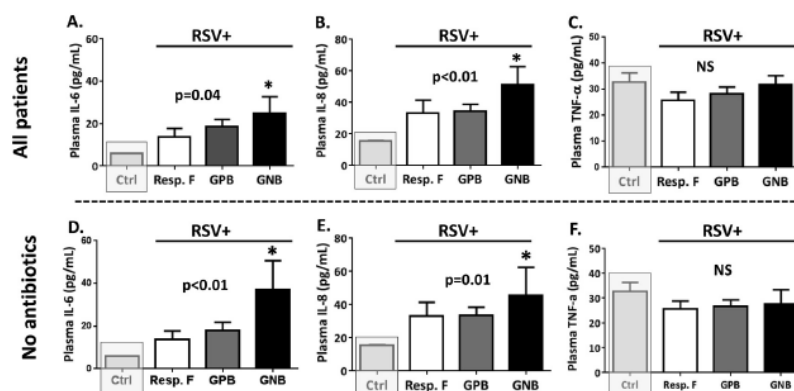 A.
RSV+
Plasma IL-6 (pg/mL)
60
40
20
0
p=0.04
*
Ctrl
Resp. F
GPB
GNB
B.
RSV+
Plasma IL-8 (pg/mL)
80
60
40
20
0
p<0.01
*
Ctrl
Resp. F
GPB
GNB
C.
RSV+
Plasma TNF-α (pg/mL)
50
40
30
20
10
0
NS
Ctrl
Resp. F
GPB
GNB
All patients
D.
RSV+
Plasma IL-6 (pg/mL)
60
40
20
0
p<0.01
*
Ctrl
Resp. F
GPB
GNB
E.
RSV+
Plasma IL-8 (pg/mL)
80
60
40
20
0
p=0.01
*
Ctrl
Resp. F
GPB
GNB
F.
RSV+
Plasma TNF-a (pg/mL)
50
40
30
20
10
0
NS
Ctrl
Resp. F
GPB
GNB
No antibiotics